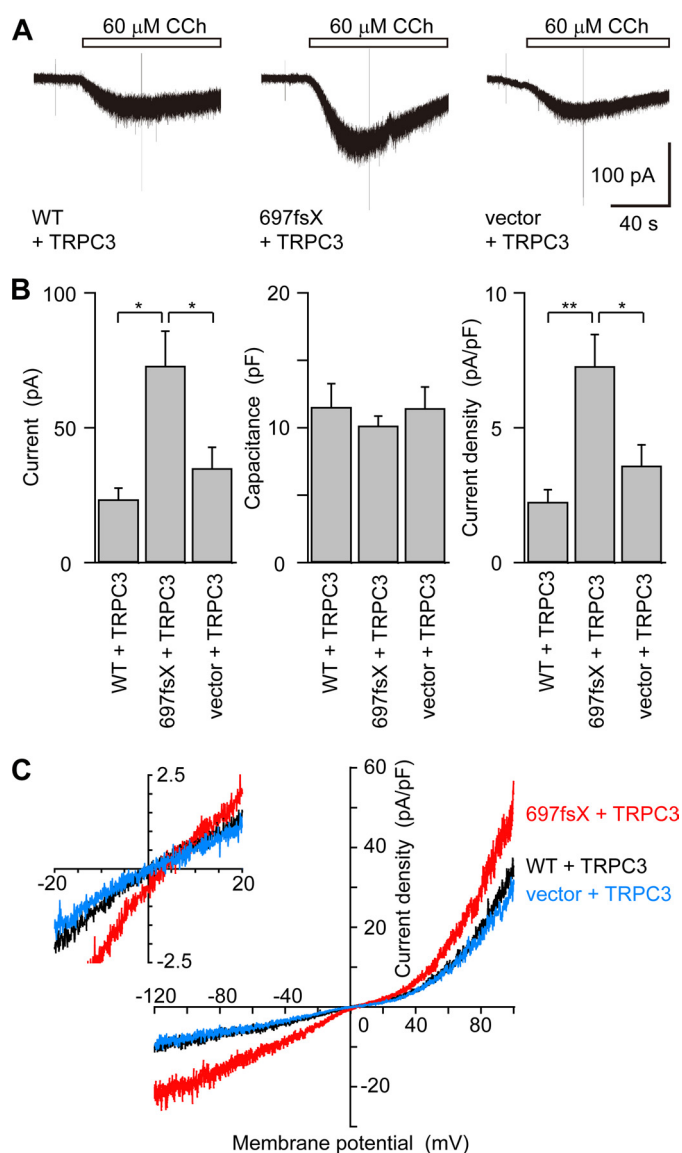 A
60 µM CCh
60 µM CCh
60 µM CCh
WT
+ TRPC3
697fsX
+ TRPC3
vector
+ TRPC3
100 pA
40 s
B
Current (pA)
100
50
0
*
*
WT + TRPC3
697fsX + TRPC3
vector + TRPC3
Capacitance (pF)
20
10
0
WT + TRPC3
697fsX + TRPC3
vector + TRPC3
Current density (pA/pF)
10
5
0
**
*
WT + TRPC3
697fsX + TRPC3
vector + TRPC3
C
2.5
-20
20
-2.5
Current density (pA/pF)
60
40
20
-20
-120
-80
-40
0
40
80
697fsX + TRPC3
WT + TRPC3
vector + TRPC3
Membrane potential (mV)